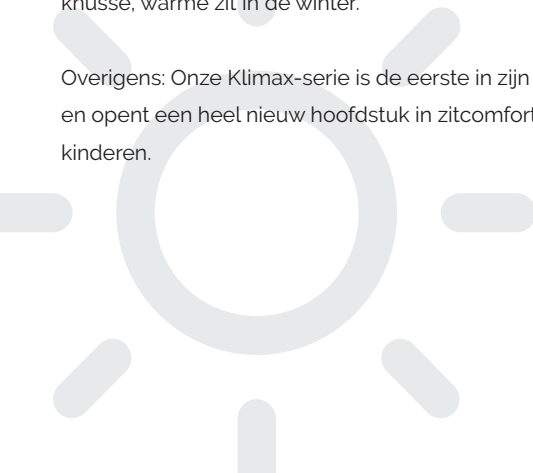 knusse, warme zit in de winter.
Overigens: Onze Klimax-serie is de eerste in zijn
en opent een heel nieuw hoofdstuk in zitcomfort
kinderen.